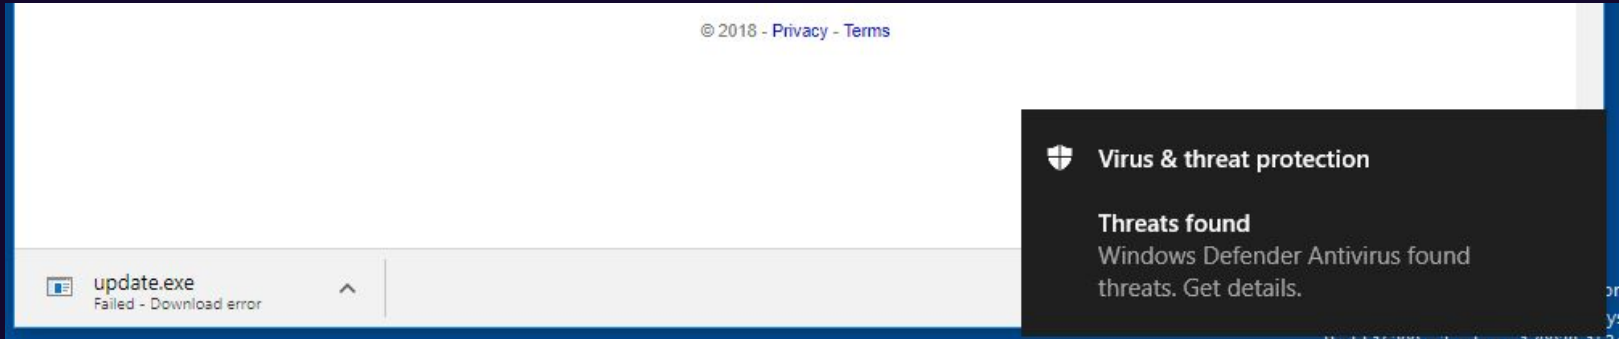 © 2018 - Privacy - Terms
Virus & threat protection
Threats found
Windows Defender Antivirus found
threats. Get details.
update.exe
Failed - Download error